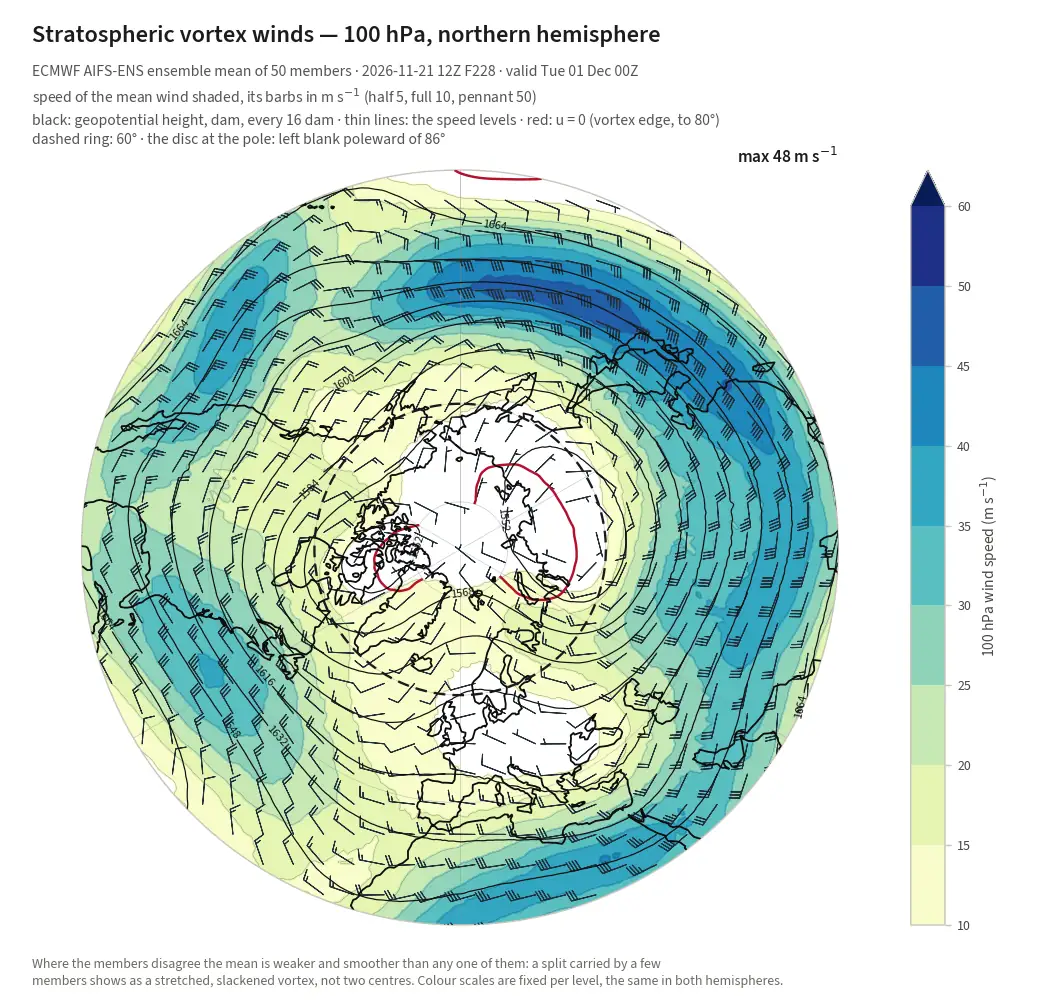 Stratospheric vortex winds — 100 hPa, northern hemisphere
ECMWF AIFS-ENS ensemble mean of 50 members · 2026-11-21 12Z F228 · valid Tue 01 Dec 00Z
speed of the mean wind shaded, its barbs in m s⁻¹ (half 5, full 10, pennant 50)
black: geopotential height, dam, every 16 dam · thin lines: the speed levels · red: u = 0 (vortex edge, to 80°)
dashed ring: 60° · the disc at the pole: left blank poleward of 86°
max 48 m s⁻¹
60
50
45
40
35
30
25
20
15
10
100 hPa wind speed (m s⁻¹)
1664
1664
1600
1584
1552
1568
1616
1632
1664
Where the members disagree the mean is weaker and smoother than any one of them: a split carried by a few
members shows as a stretched, slackened vortex, not two centres. Colour scales are fixed per level, the same in both hemispheres.